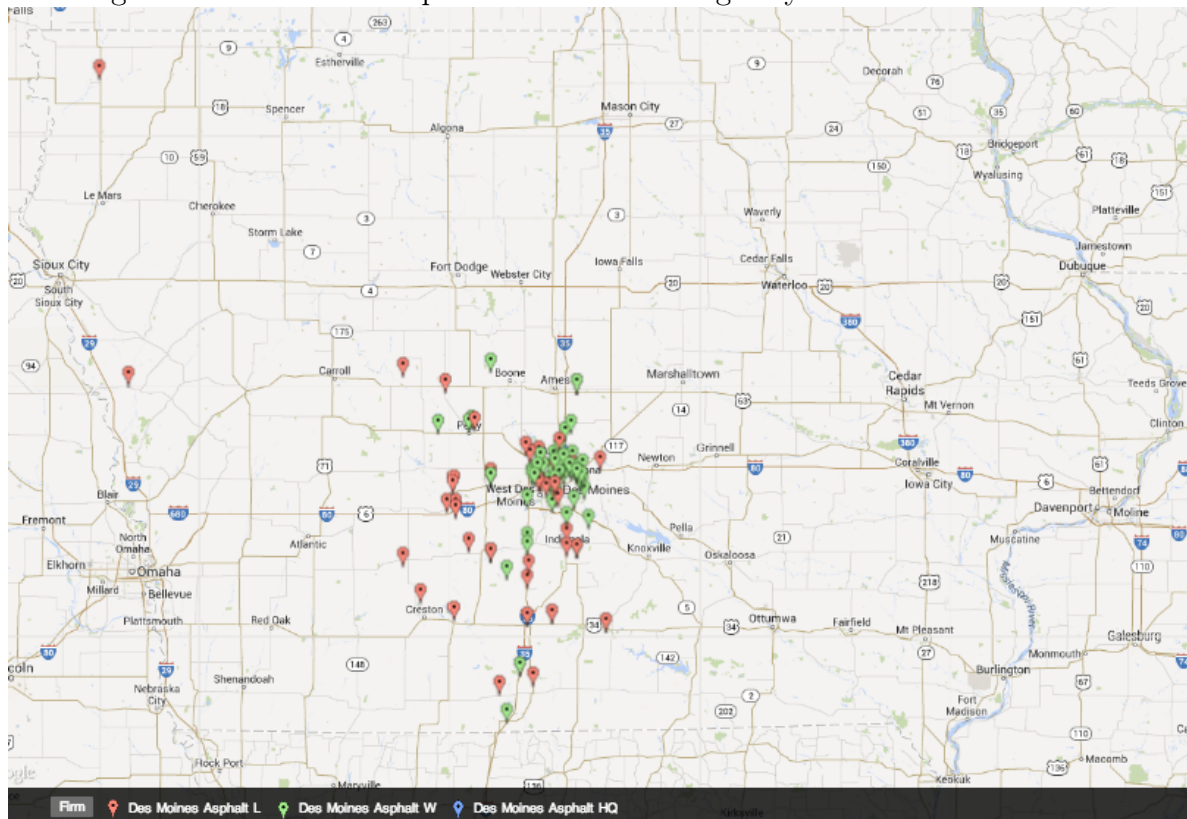 Falls
263
9
4
Estherville
9
Decorah
76
18
Spencer
Mason City
51
35
60
Algona
27
35
24
18
Bridgeport
10
59
150
61
18
Wyalusing
151
Le Mars
Cherokee
3
3
Waverly
Platteville
Storm Lake
7
Jamestown
Sioux City
Fort Dodge
Webster City
Iowa Falls
Cedar Falls
Dubuque
20
South
Sioux City
4
20
Waterloo
20
20
20
175
380
151
29
35
94
Carroll
Boone
Ames
Marshalltown
Cedar
Rapids
61
Teeds Grove
63
14
Mt Vernon
Clinton
117
380
Grinnell
Newton
71
80
Coralville
Iowa City
61
29
6
Bettendorf
Blair
West Des
Moines
Des Moines
Davenport
Moline
Fremont
680
80
6
80
Pella
Muscatine
74
80
North
Omaha
Atlantic
Knoxville
Oskaloosa
21
Elkhorn
Omaha
110
Millard
Bellevue
218
Mississippi River
Creston
5
Plattsmouth
Red Oak
34
34
Ottumwa
Fairfield
Mt Pleasant
Galesburg
80
35
27
Monmouth
74
148
142
29
Burlington
Shenandoah
67
Nebraska
City
2
Fort
Madison
202
110
Rock Port
Macomb
136
Maryville
136
Keokuk
Kirksville
Firm
Des Moines Asphalt L
Des Moines Asphalt W
Des Moines Asphalt HQ